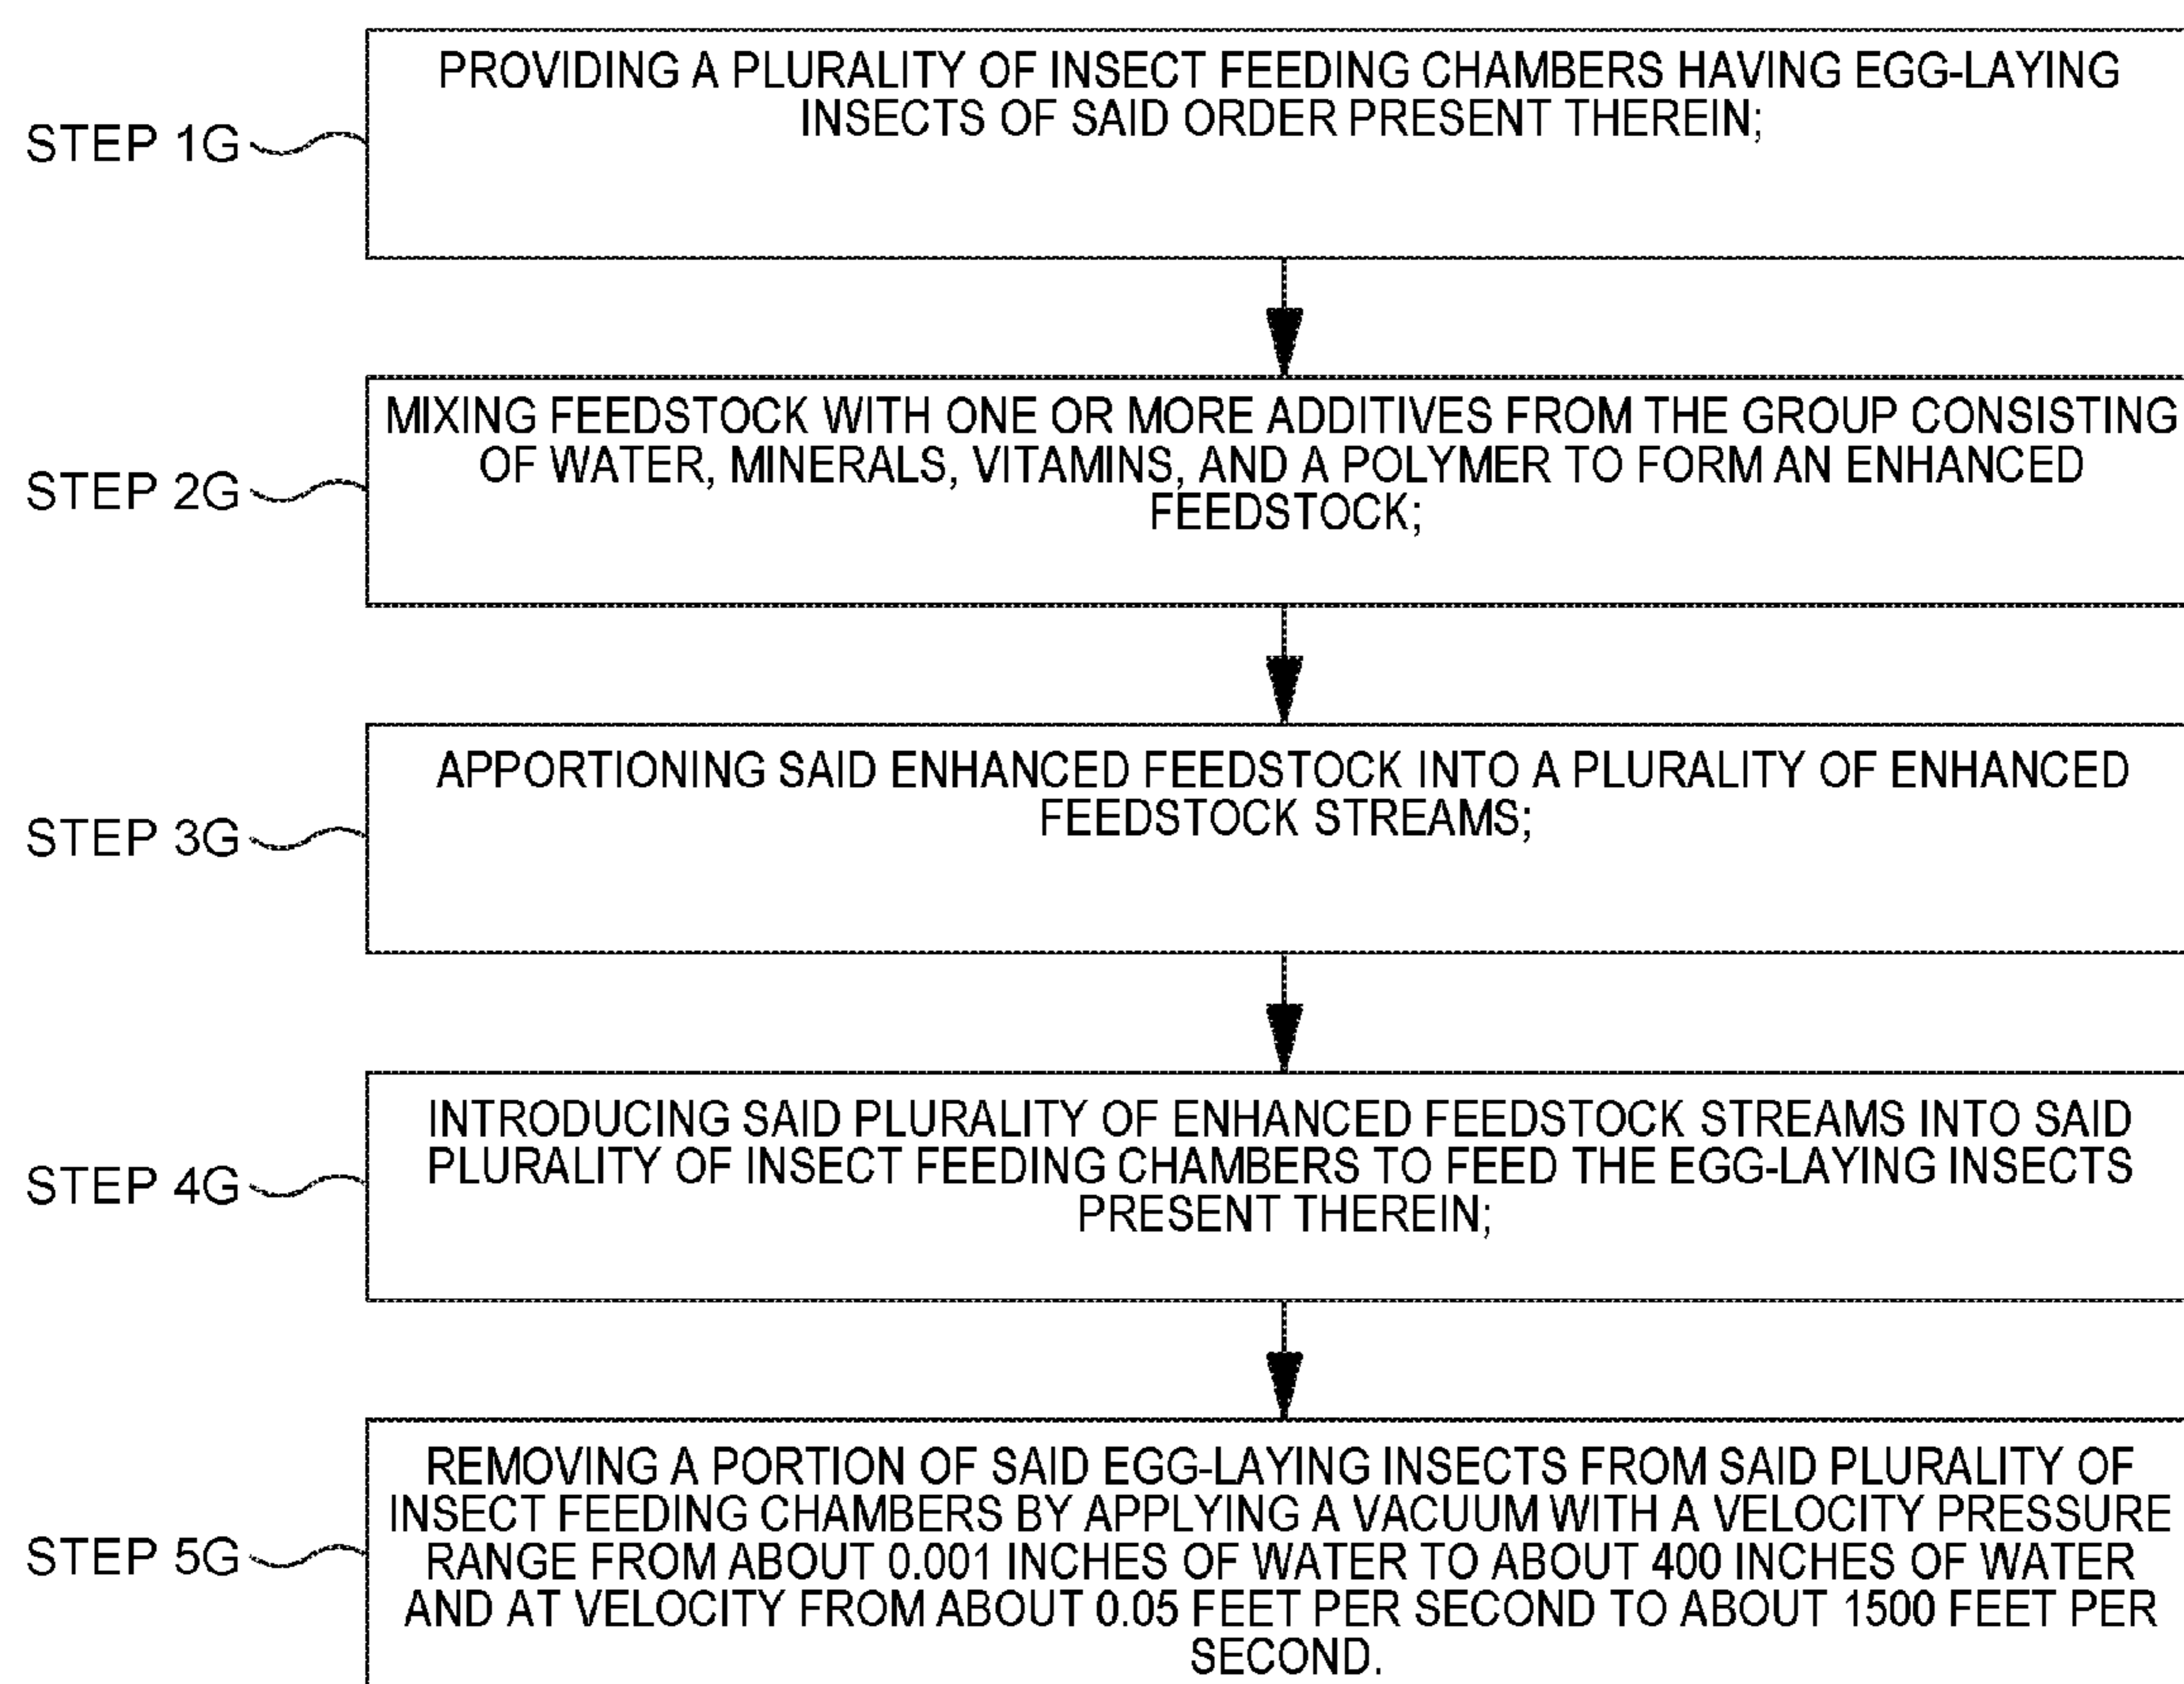 PROVIDING A PLURALITY OF INSECT FEEDING CHAMBERS HAVING EGG-LAYING
INSECTS OF SAID ORDER PRESENT THEREIN;
STEP 1G
MIXING FEEDSTOCK WITH ONE OR MORE ADDITIVES FROM THE GROUP CONSISTING
OF WATER, MINERALS, VITAMINS, AND A POLYMER TO FORM AN ENHANCED
FEEDSTOCK;
STEP 2G
APPORTIONING SAID ENHANCED FEEDSTOCK INTO A PLURALITY OF ENHANCED
FEEDSTOCK STREAMS;
STEP 3G
INTRODUCING SAID PLURALITY OF ENHANCED FEEDSTOCK STREAMS INTO SAID
PLURALITY OF INSECT FEEDING CHAMBERS TO FEED THE EGG-LAYING INSECTS
PRESENT THEREIN;
STEP 4G
REMOVING A PORTION OF SAID EGG-LAYING INSECTS FROM SAID PLURALITY OF
INSECT FEEDING CHAMBERS BY APPLYING A VACUUM WITH A VELOCITY PRESSURE
RANGE FROM ABOUT 0.001 INCHES OF WATER TO ABOUT 400 INCHES OF WATER
AND AT VELOCITY FROM ABOUT 0.05 FEET PER SECOND TO ABOUT 1500 FEET PER
SECOND.
STEP 5G